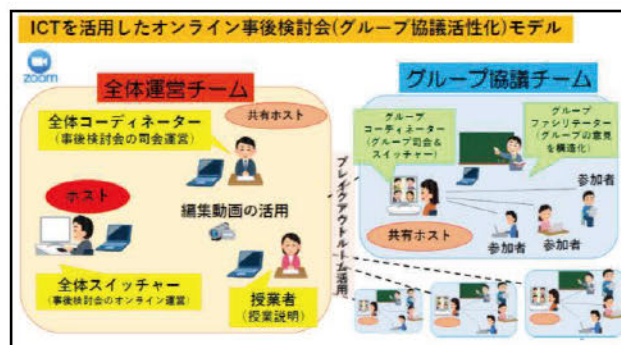 ICTを活用したオンライン事後検討会(グループ協議活性化)モデル
zoom
全体運営チーム
全体コーディネーター
(事後検討会の司会運営)
共有ホスト
ホスト
編集動画の活用
全体スイッチャー
(事後検討会のオンライン運営)
授業者
(授業説明)
ブレイクアウトルーム活用
グループ協議チーム
グループ
コーディネーター
(グループ司会&
スイッチャー)
グループ
ファシリテーター
(グループの意見
を構造化)
参加者
参加者
参加者
共有ホスト